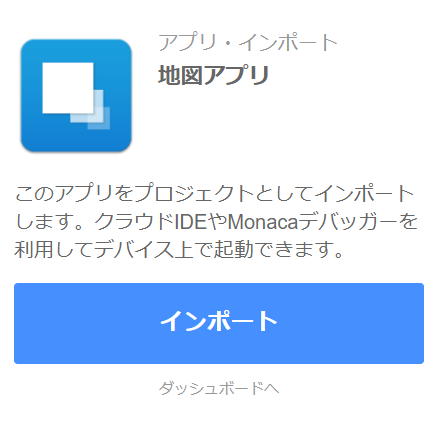 アプリ・インポート
地図アプリ
このアプリをプロジェクトとしてインポート
します。クラウドIDEやMonacaデバッガーを
利用してデバイス上で起動できます。
インポート
ダッシュボードへ